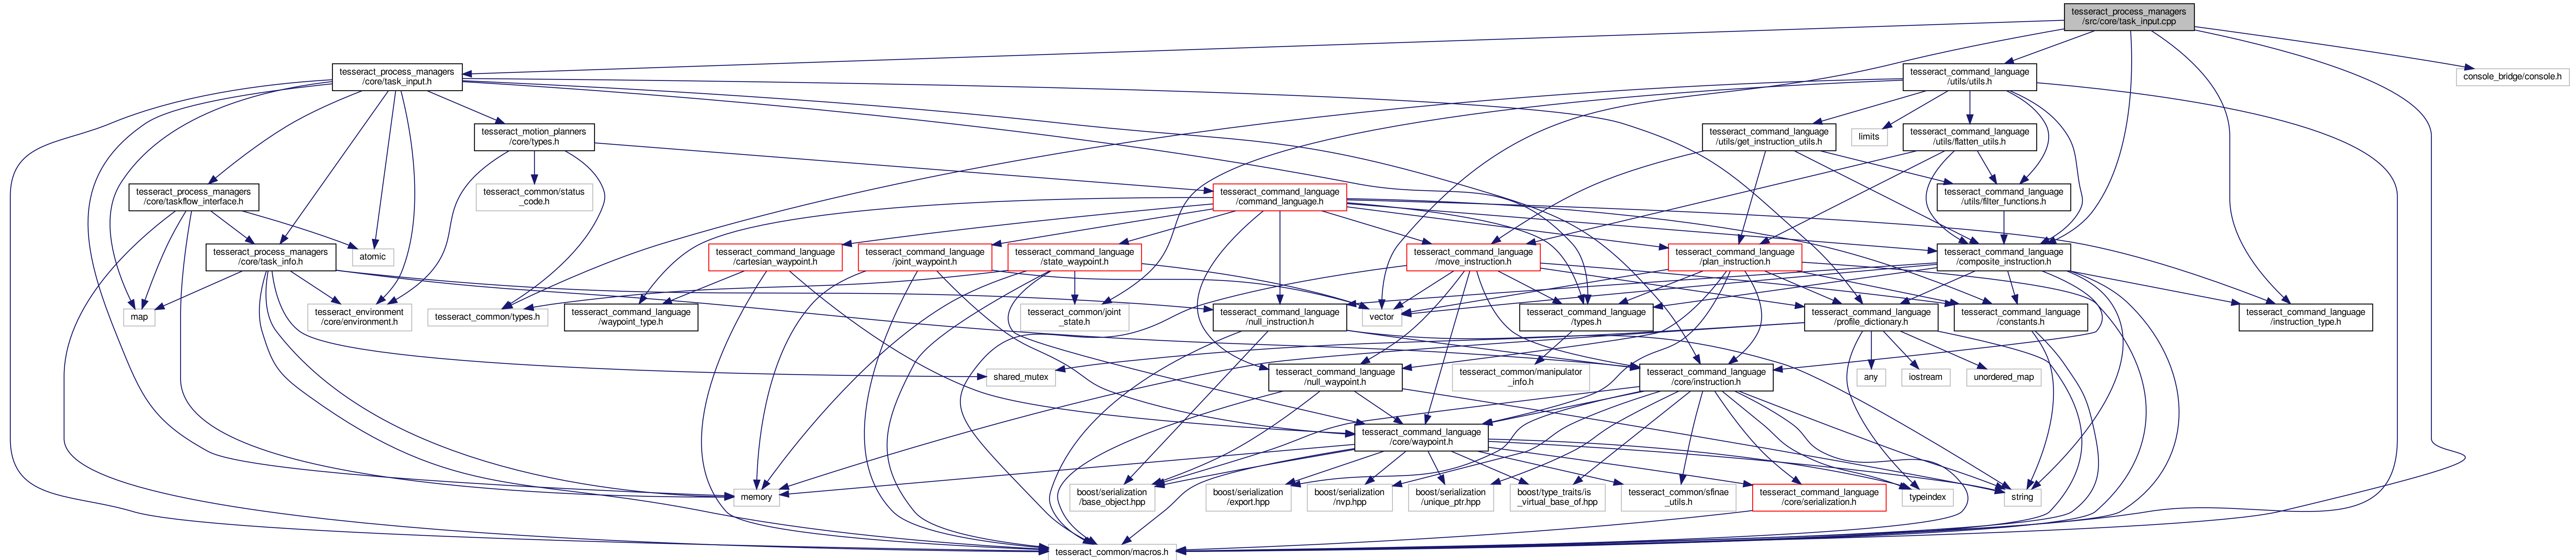 tesseract_process_managers
/src/core/task_input.cpp
tesseract_process_managers
/core/task_input.h
tesseract_command_language
/utils/utils.h
console_bridge/console.h
tesseract_motion_planners
/core/types.h
tesseract_command_language
/utils/get_instruction_utils.h
limits
tesseract_command_language
/utils/flatten_utils.h
tesseract_process_managers
/core/taskflow_interface.h
tesseract_common/status
_code.h
tesseract_command_language
/command_language.h
tesseract_command_language
/utils/filter_functions.h
tesseract_process_managers
/core/task_info.h
atomic
tesseract_command_language
/cartesian_waypoint.h
tesseract_command_language
/joint_waypoint.h
tesseract_command_language
/state_waypoint.h
tesseract_command_language
/move_instruction.h
tesseract_command_language
/plan_instruction.h
tesseract_command_language
/composite_instruction.h
map
tesseract_environment
/core/environment.h
tesseract_common/types.h
tesseract_command_language
/waypoint_type.h
tesseract_common/joint
_state.h
tesseract_command_language
/null_instruction.h
vector
tesseract_command_language
/types.h
tesseract_command_language
/profile_dictionary.h
tesseract_command_language
/constants.h
tesseract_command_language
/instruction_type.h
shared_mutex
tesseract_command_language
/null_waypoint.h
tesseract_common/manipulator
_info.h
tesseract_command_language
/core/instruction.h
any
iostream
unordered_map
tesseract_command_language
/core/waypoint.h
memory
boost/serialization
/base_object.hpp
boost/serialization
/export.hpp
boost/serialization
/nvp.hpp
boost/serialization
/unique_ptr.hpp
boost/type_traits/is
_virtual_base_of.hpp
tesseract_common/sfinae
_utils.h
tesseract_command_language
/core/serialization.h
typeindex
string
tesseract_common/macros.h